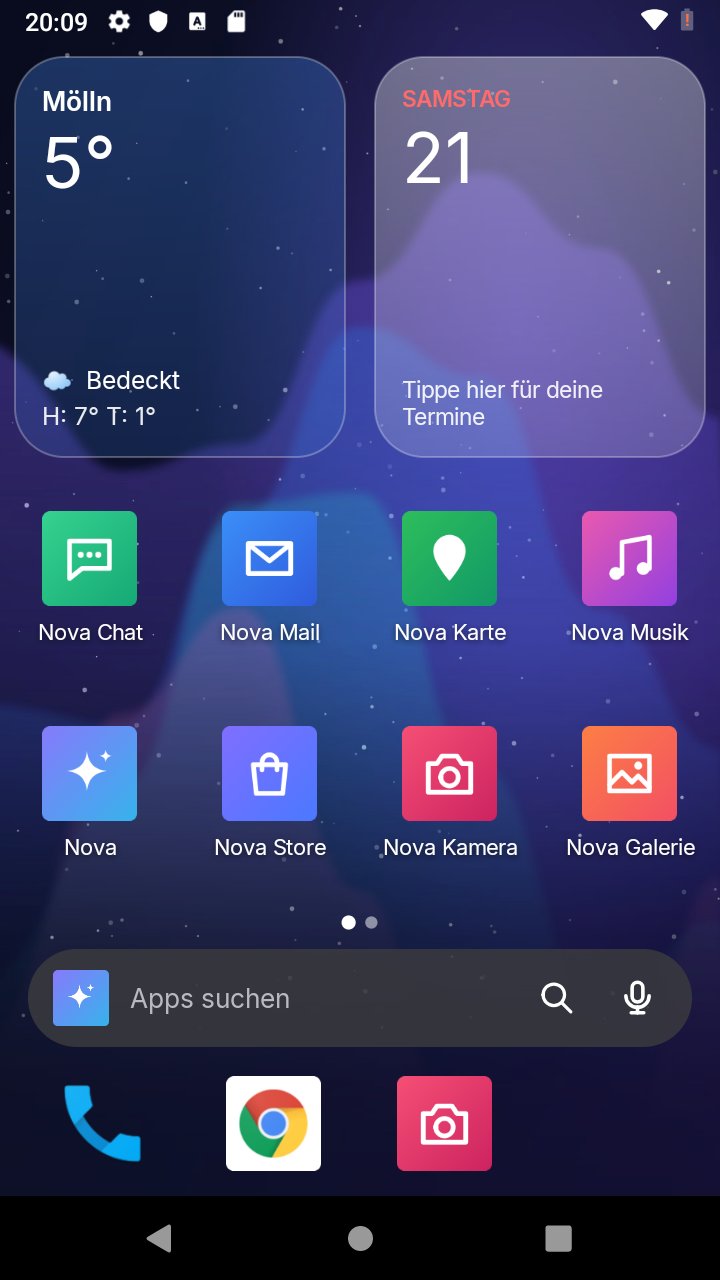 20:09
Mölln
5°
Bedeckt
H: 7° T: 1°
SAMSTAG
21
Tippe hier für deine
Termine
Nova Chat
Nova Mail
Nova Karte
Nova Musik
Nova
Nova Store
Nova Kamera
Nova Galerie
Apps suchen